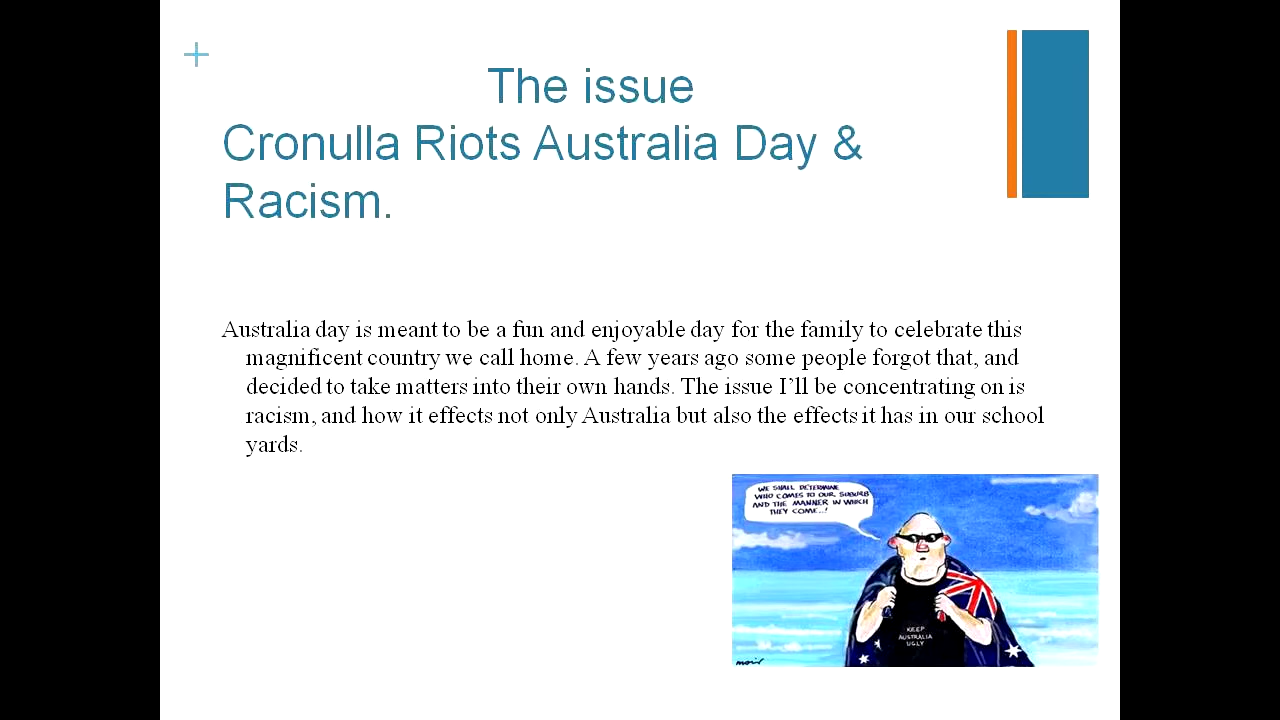 +
The issue
Cronulla Riots Australia Day &
Racism.
Australia day is meant to be a fun and enjoyable day for the family to celebrate this
magnificent country we call home. A few years ago some people forgot that, and
decided to take matters into their own hands. The issue I’ll be concentrating on is
racism, and how it effects not only Australia but also the effects it has in our school
yards.
WE SHALL DETERMINE
WHO COMES TO OUR SUBURB
AND THE MANNER IN WHICH
THEY COME..!
KEEP
AUSTRALIA
UGLY
moir